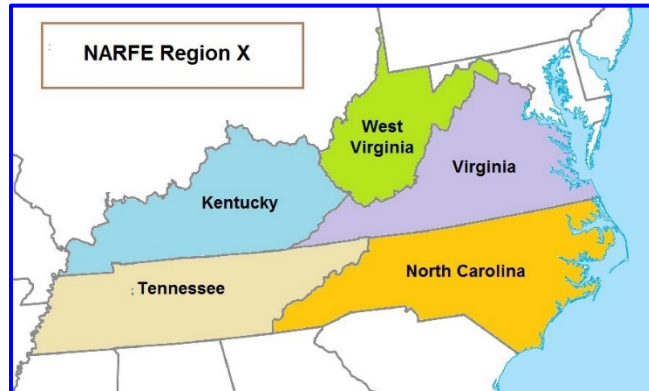 NARFE Region X
West
Virginia
Virginia
Kentucky
North Carolina
: Tennessee